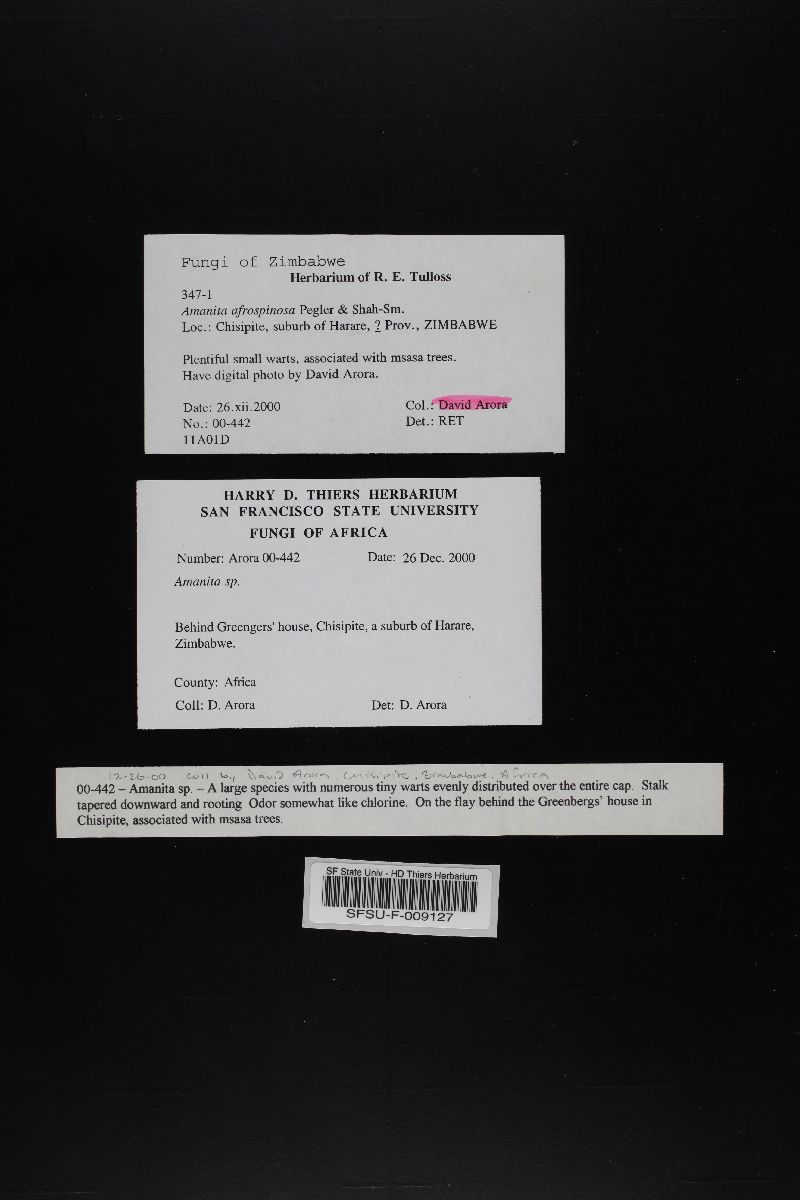 Fungi of Zimbabwe
Herbarium of R. E. Tulloss
347-1
Amanita afrospinosa Pegler & Shah-Sm.
Loc.: Chisipite, suburb of Harare, ? Prov., ZIMBABWE
Plentiful small warts, associated with msasa trees.
Have digital photo by David Arora.
Date: 26.xii.2000 Col.: David Arora
No.: 00-442 Det.: RET
11A01D
HARRY D. THIERS HERBARIUM
SAN FRANCISCO STATE UNIVERSITY
FUNGI OF AFRICA
Number: Arora 00-442 Date: 26 Dec. 2000
Amanita sp.
Behind Greengers' house, Chisipite, a suburb of Harare,
Zimbabwe.
County: Africa
Coll: D. Arora Det: D. Arora
12-26-00 coll by David Arora, Chisipite, Zimbabwe, Africa
00-442 – Amanita sp. – A large species with numerous tiny warts evenly distributed over the entire cap. Stalk
tapered downward and rooting Odor somewhat like chlorine. On the flay behind the Greenbergs' house in
Chisipite, associated with msasa trees.
SF State Univ - HD Thiers Herbarium
SFSU-F-009127